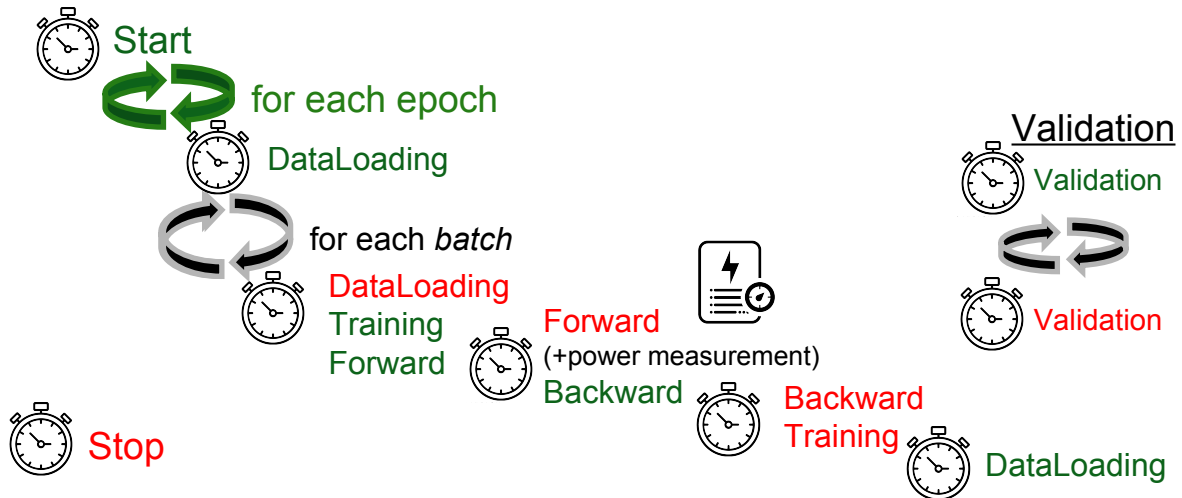 Start
for each epoch
DataLoading
for each batch
DataLoading
Training
Forward
Forward
(+power measurement)
Backward
Backward
Training
DataLoading
Stop
Validation
Validation
Validation